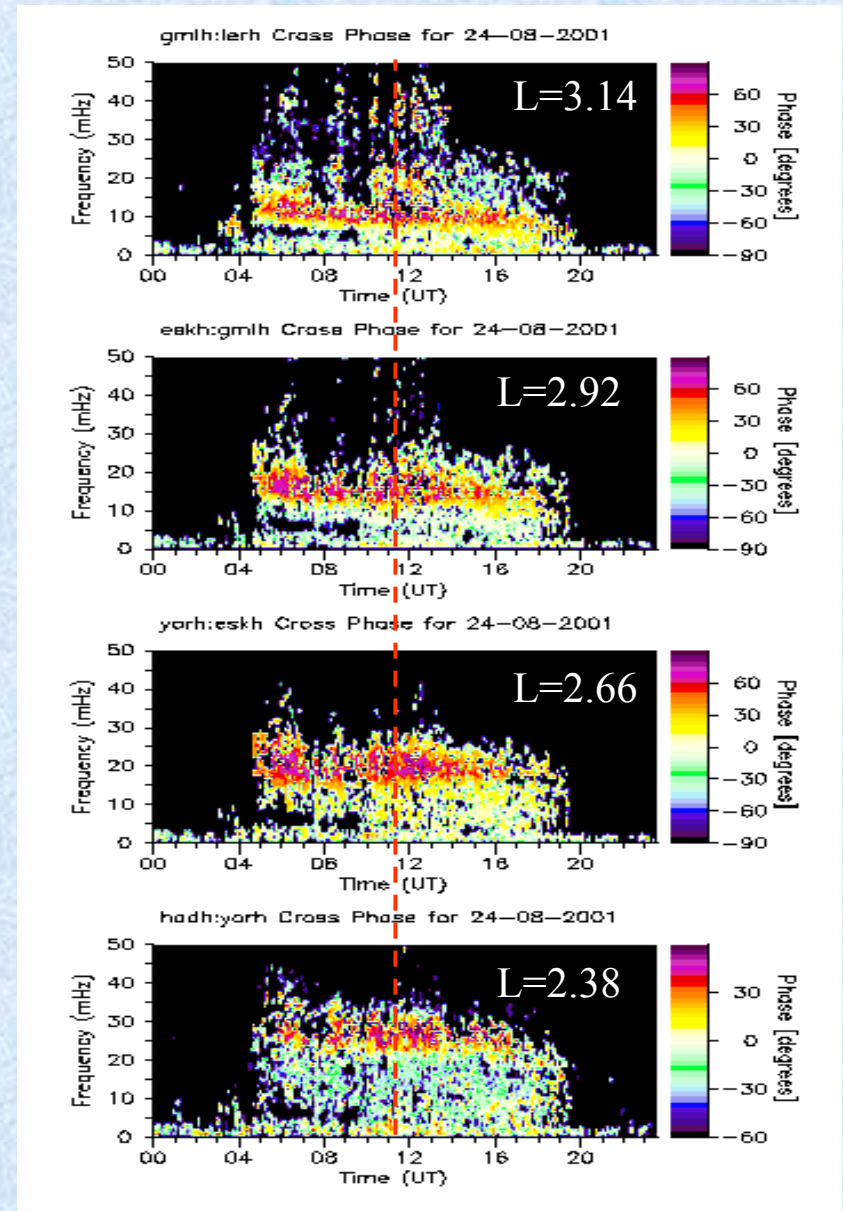 gmlh:lerh Cross Phase for 24-08-2001
L=3.14
Frequency (mHz)
50
40
30
20
10
0
00 04 08 12 16 20
Time (UT)
Phase [degrees]
60
30
0
-30
-60
-90
eskh:gmlh Cross Phase for 24-08-2001
L=2.92
Frequency (mHz)
50
40
30
20
10
0
00 04 08 12 16 20
Time (UT)
Phase [degrees]
60
30
0
-30
-60
-90
yorh:eskh Cross Phase for 24-08-2001
L=2.66
Frequency (mHz)
50
40
30
20
10
0
00 04 08 12 16 20
Time (UT)
Phase [degrees]
60
30
0
-30
-60
-90
hadh:yorh Cross Phase for 24-08-2001
L=2.38
Frequency (mHz)
50
40
30
20
10
0
00 04 08 12 16 20
Time (UT)
Phase [degrees]
30
0
-30
-60